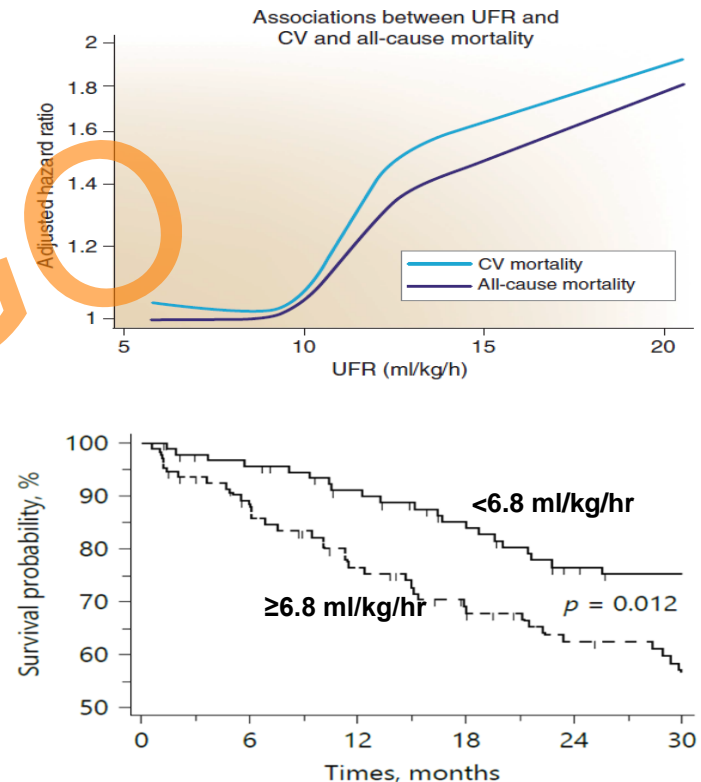 Associations between UFR and
CV and all-cause mortality
Adjusted hazard ratio
2
1.8
1.6
1.4
1.2
1
CV mortality
All-cause mortality
5 10 15 20
UFR (ml/kg/h)
Survival probability, %
100
90
80
70
60
50
<6.8 ml/kg/hr
≥6.8 ml/kg/hr
p = 0.012
0 6 12 18 24 30
Times, months